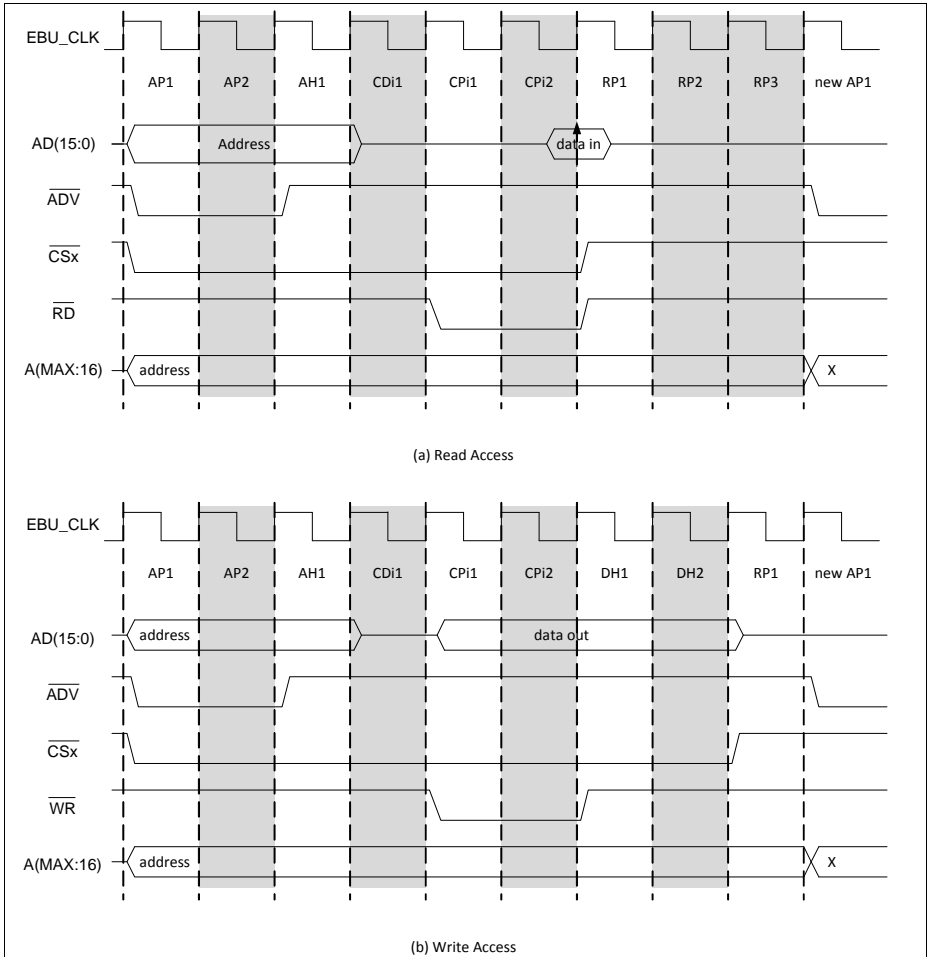 EBU_CLK
AP1 AP2 AH1 CDi1 CPi1 CPi2 RP1 RP2 RP3 new AP1
AD(15:0) Address data in
ADV
CSx
RD
A(MAX:16) address X
(a) Read Access
EBU_CLK
AP1 AP2 AH1 CDi1 CPi1 CPi2 DH1 DH2 RP1 new AP1
AD(15:0) address data out
ADV
CSx
WR
A(MAX:16) address X
(b) Write Access